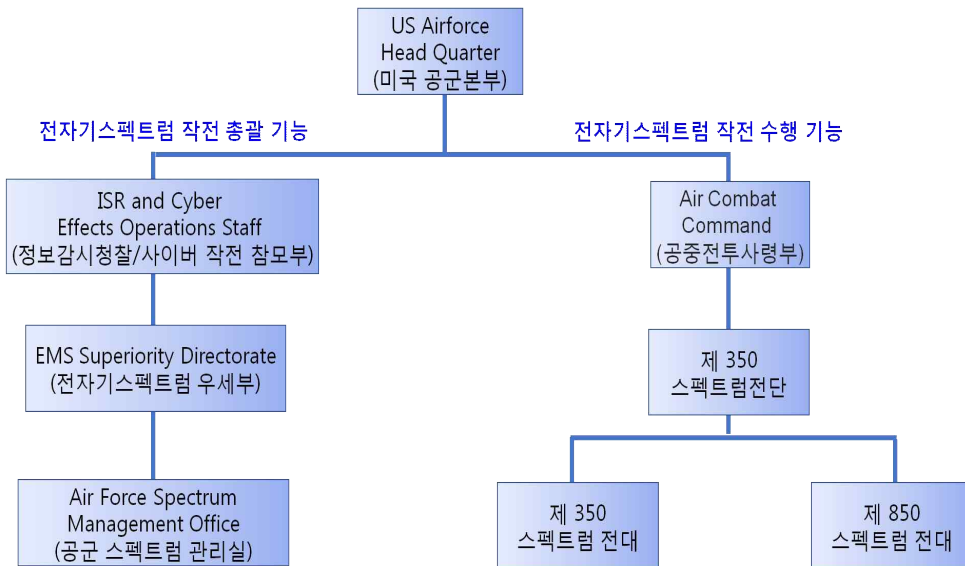 US Airforce
Head Quarter
(미국 공군본부)
전자기스펙트럼 작전 총괄 기능
전자기스펙트럼 작전 수행 기능
ISR and Cyber
Effects Operations Staff
(정보감시청찰/사이버 작전 참모부)
Air Combat
Command
(공중전투사령부)
EMS Superiority Directorate
(전자기스펙트럼 우세부)
제 350
스펙트럼전단
Air Force Spectrum
Management Office
(공군 스펙트럼 관리실)
제 350
스펙트럼 전대
제 850
스펙트럼 전대